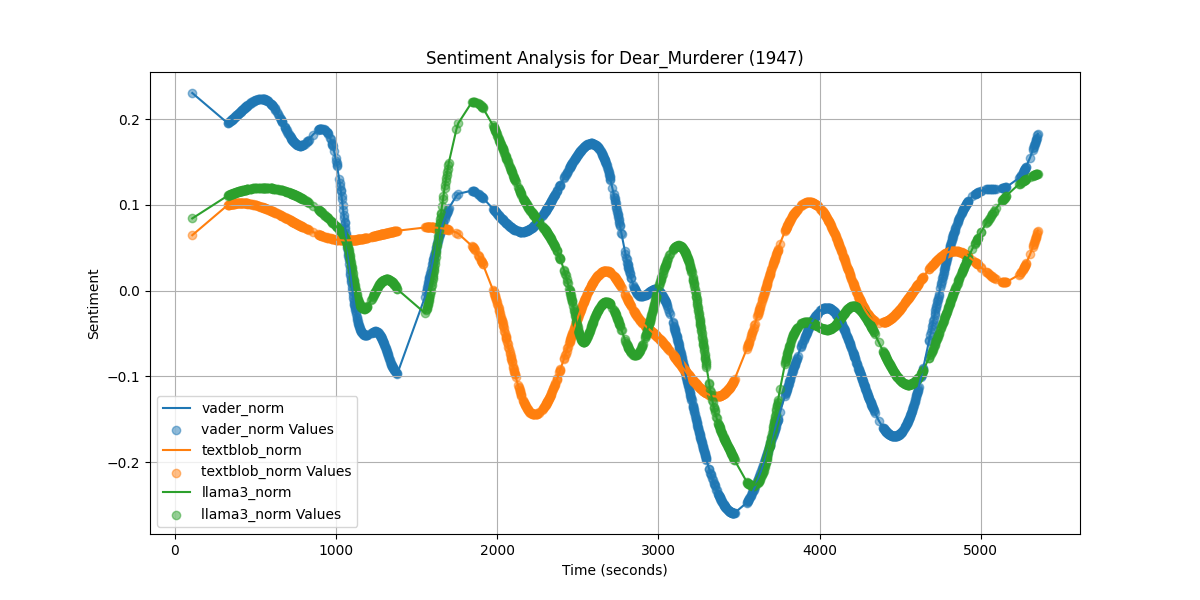 Sentiment Analysis for Dear_Murderer (1947)
Sentiment
0.2
0.1
0.0
−0.1
−0.2
vader_norm
vader_norm Values
textblob_norm
textblob_norm Values
llama3_norm
llama3_norm Values
0 1000 2000 3000 4000 5000
Time (seconds)